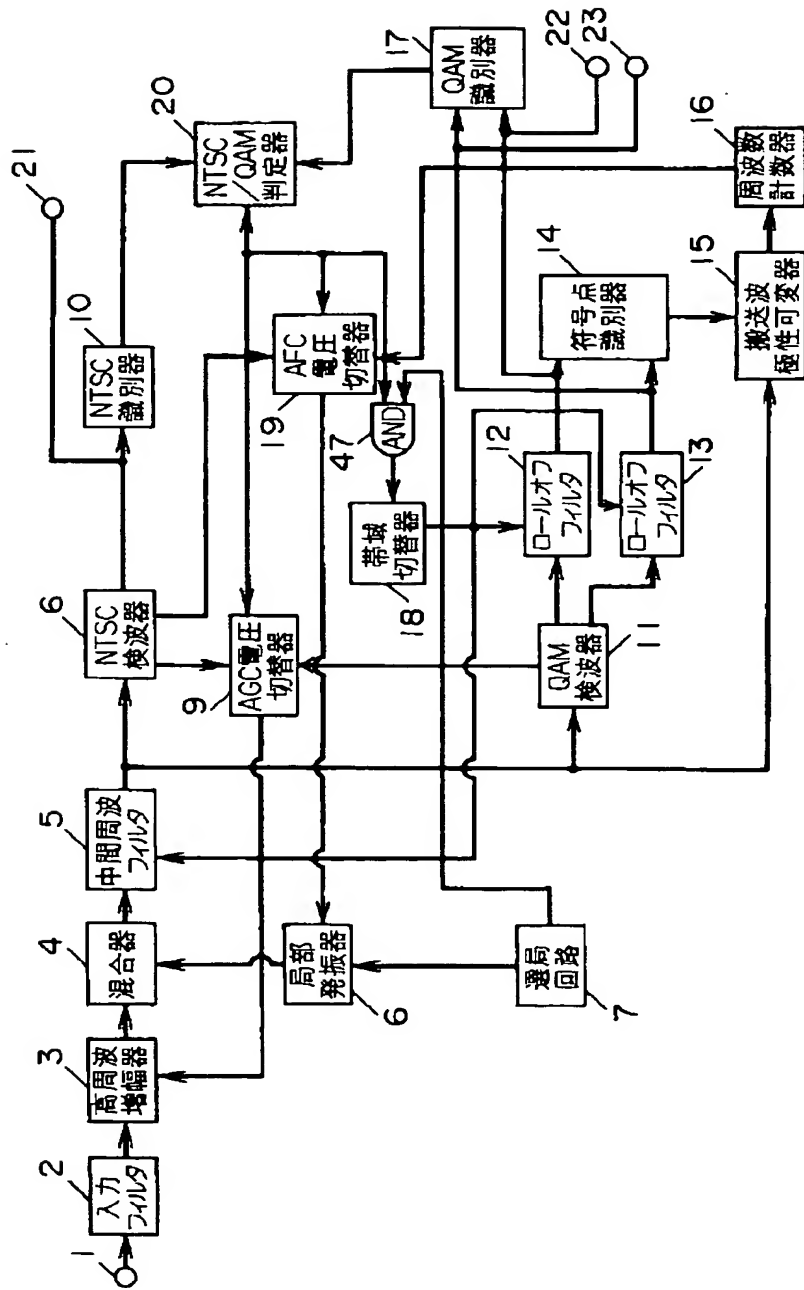 1
2
入力
フィルタ
3
高周波
増幅器
4
混合器
5
中間周波
フィルタ
6
NTSC
検波器
21
10
NTSC
識別器
20
NTSC
/QAM
判定器
9
AGC電圧
切替器
19
AFC
電圧
切替器
47
AND
18
帯域
切替器
17
QAM
識別器
22
23
6
局部
発振器
7
選局
回路
11
QAM
検波器
12
ロールオフ
フィルタ
13
ロールオフ
フィルタ
14
符号点
識別器
15
搬送波
極性可変器
16
周波数
計数器